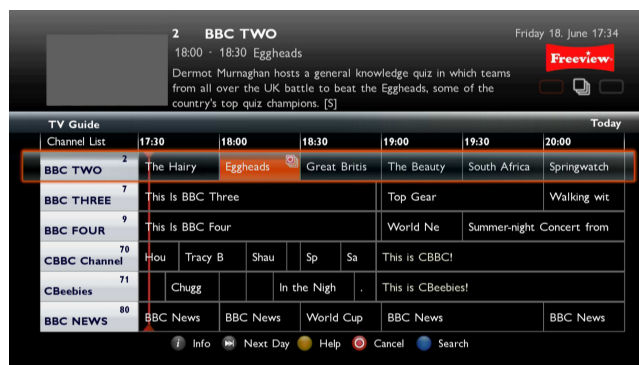 2 BBC TWO Friday 18. June 17:34
18:00 - 18:30 Eggheads
Freeview
Dermot Murnaghan hosts a general knowledge quiz in which teams
from all over the UK battle to beat the Eggheads, some of the
country's top quiz champions. [S]
TV Guide Today
Channel List 17:30 18:00 18:30 19:00 19:30 20:00
BBC TWO 2 The Hairy Eggheads Great Britis The Beauty South Africa Springwatch
BBC THREE 7 This Is BBC Three Top Gear Walking wit
BBC FOUR 9 This Is BBC Four World Ne Summer-night Concert from
CBBC Channel 70 Hou Tracy B Shau Sp Sa This is CBBC!
CBeebies 71 Chugg In the Nigh . This is CBeebies!
BBC NEWS 80 BBC News BBC News World Cup BBC News BBC News
i Info Next Day Help Cancel Search